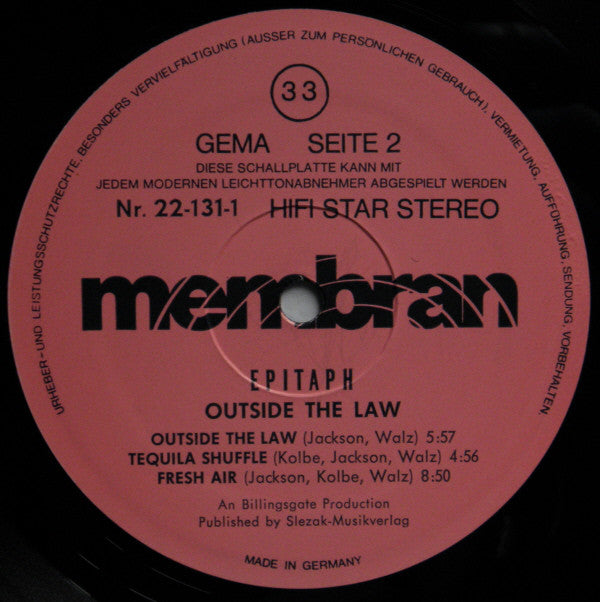 URHEBER-UND LEISTUNGSSCHUTZRECHTE, BESONDERS VERVIELFÄLTIGUNG (AUSSER ZUM PERSÖNLICHEN GEBRAUCH), VERMIETUNG, AUFFÜHRUNG, SENDUNG, VORBEHALTEN
33
GEMA SEITE 2
DIESE SCHALLPLATTE KANN MIT
JEDEM MODERNEN LEICHTTONABNEHMER ABGESPIELT WERDEN
Nr. 22-131-1 HIFI STAR STEREO
membran
EPITAPH
OUTSIDE THE LAW
OUTSIDE THE LAW (Jackson, Walz) 5:57
TEQUILA SHUFFLE (Kolbe, Jackson, Walz) 4:56
FRESH AIR (Jackson, Kolbe, Walz) 8:50
An Billingsgate Production
Published by Slezak-Musikverlag
MADE IN GERMANY